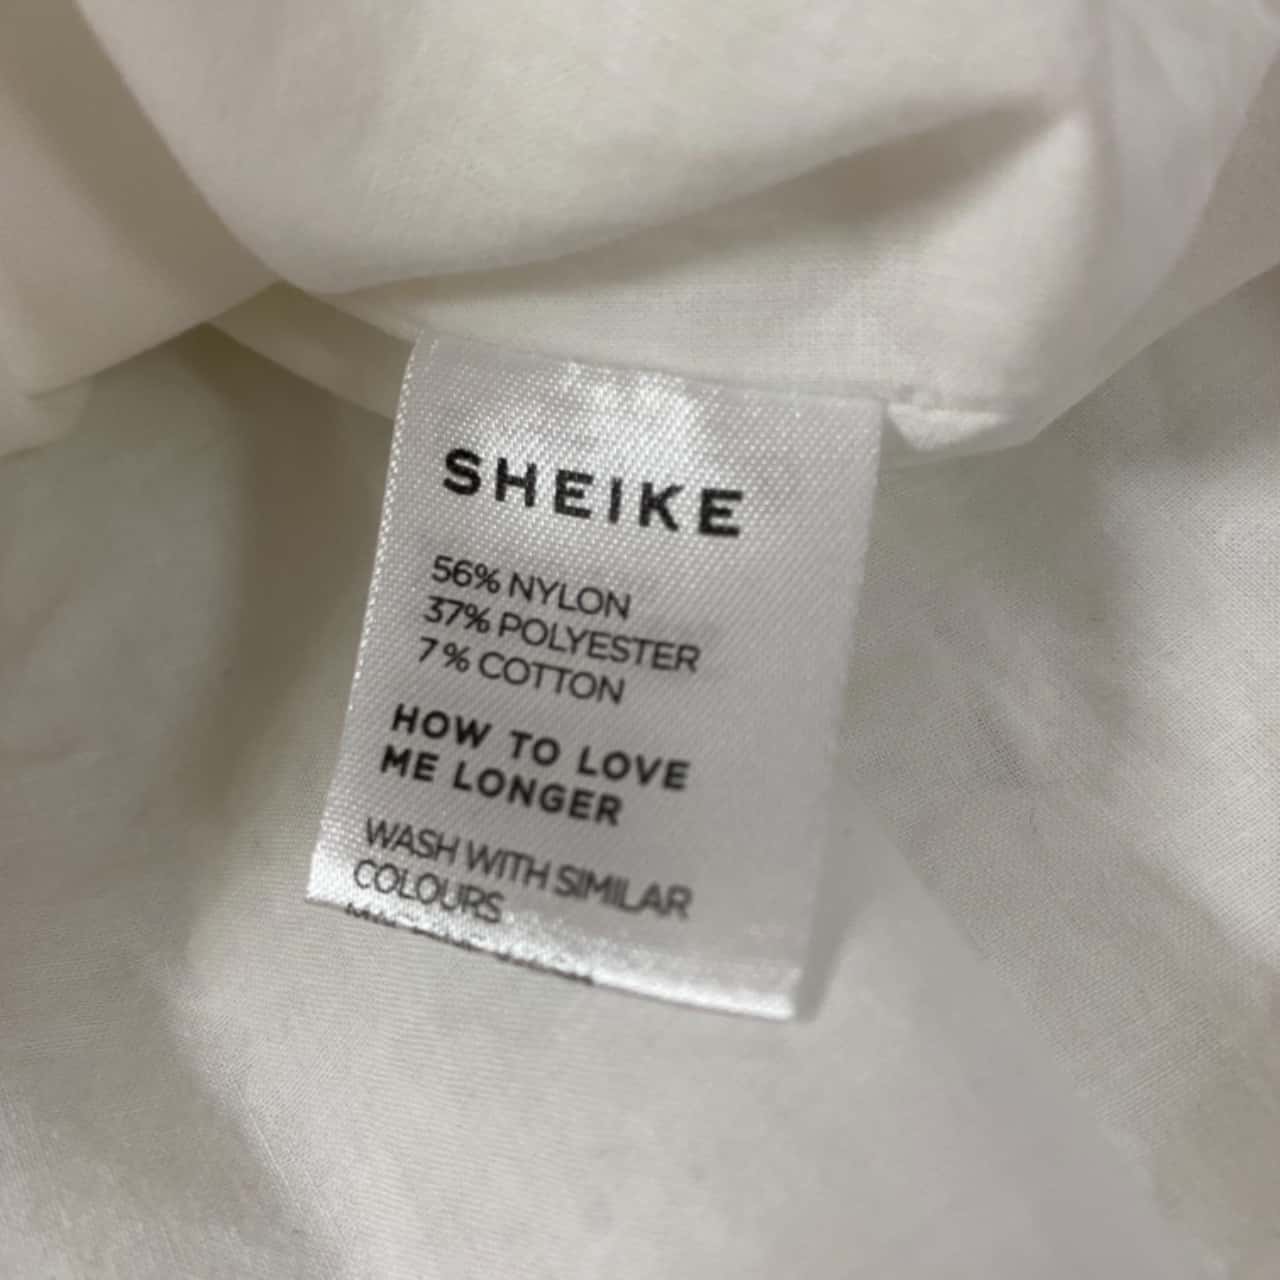 SHEIKE
56% NYLON
37% POLYESTER
7% COTTON
HOW TO LOVE
ME LONGER
WASH WITH SIMILAR
COLOURS